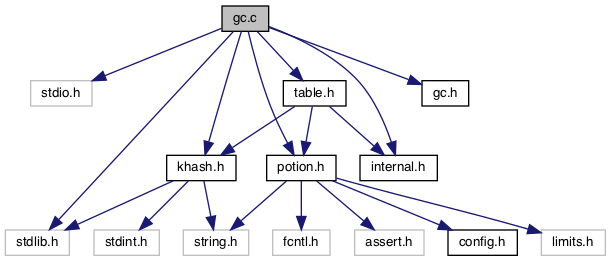 gc.c
stdio.h
table.h
gc.h
khash.h
potion.h
internal.h
stdlib.h
stdint.h
string.h
fcntl.h
assert.h
config.h
limits.h